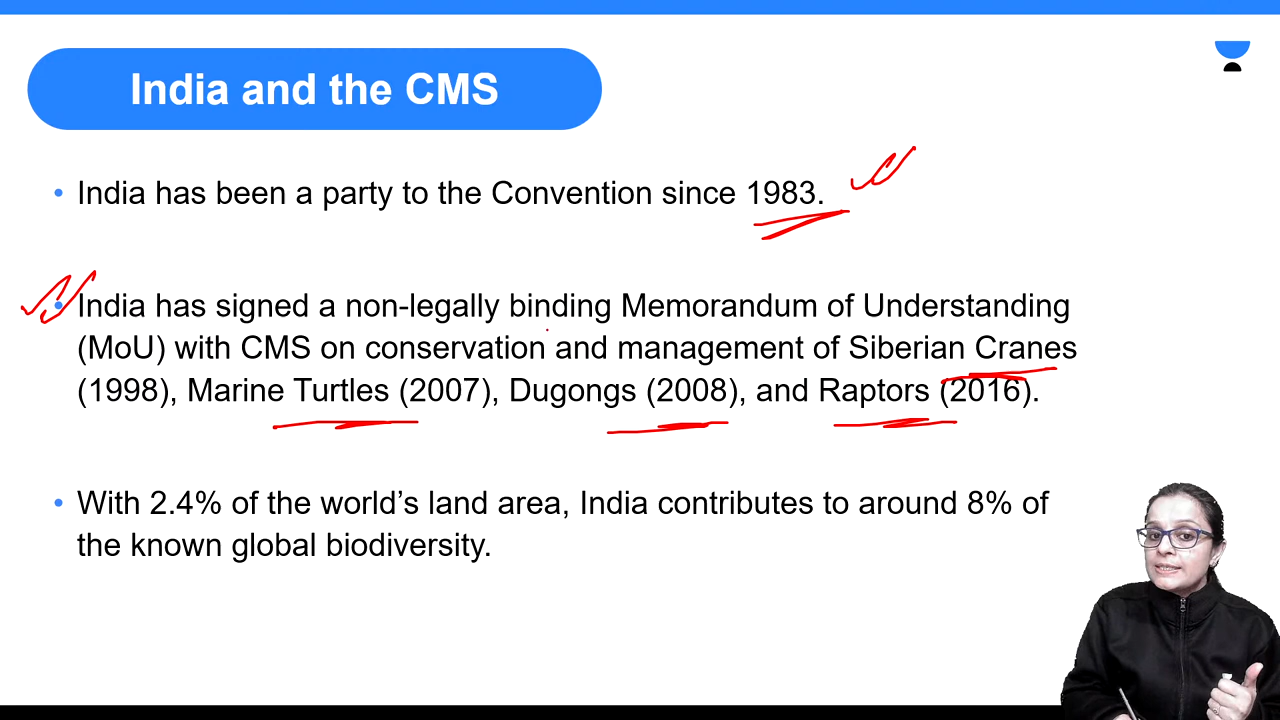 India and the CMS
• India has been a party to the Convention since 1983.
• India has signed a non-legally binding Memorandum of Understanding
(MoU) with CMS on conservation and management of Siberian Cranes
(1998), Marine Turtles (2007), Dugongs (2008), and Raptors (2016).
• With 2.4% of the world’s land area, India contributes to around 8% of
the known global biodiversity.